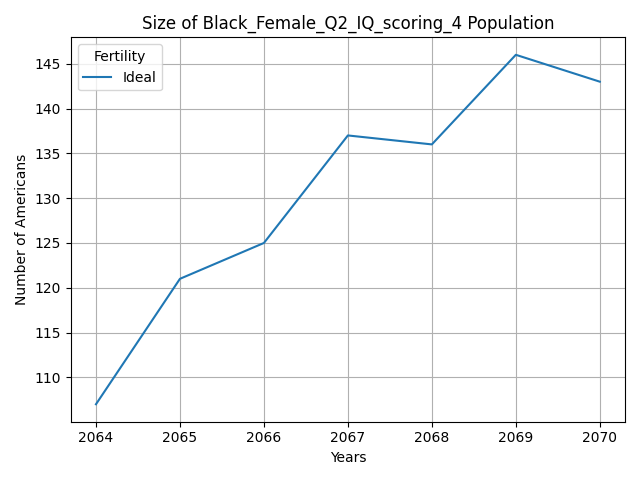 Size of Black_Female_Q2_IQ_scoring_4 Population
Fertility
Ideal
Number of Americans
145
140
135
130
125
120
115
110
2064 2065 2066 2067 2068 2069 2070
Years